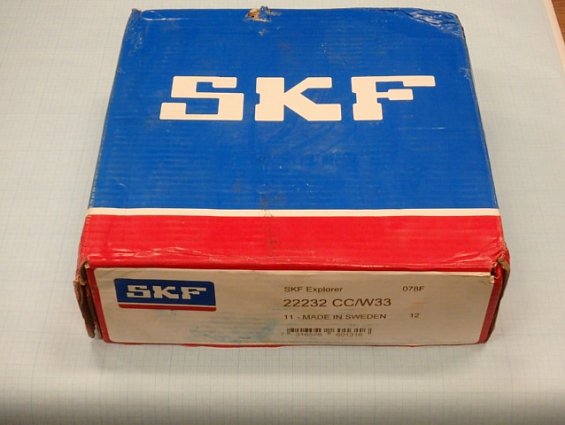 SKF
SKF
SKF Explorer 078F
22232 CC/W33
11 - MADE IN SWEDEN 12